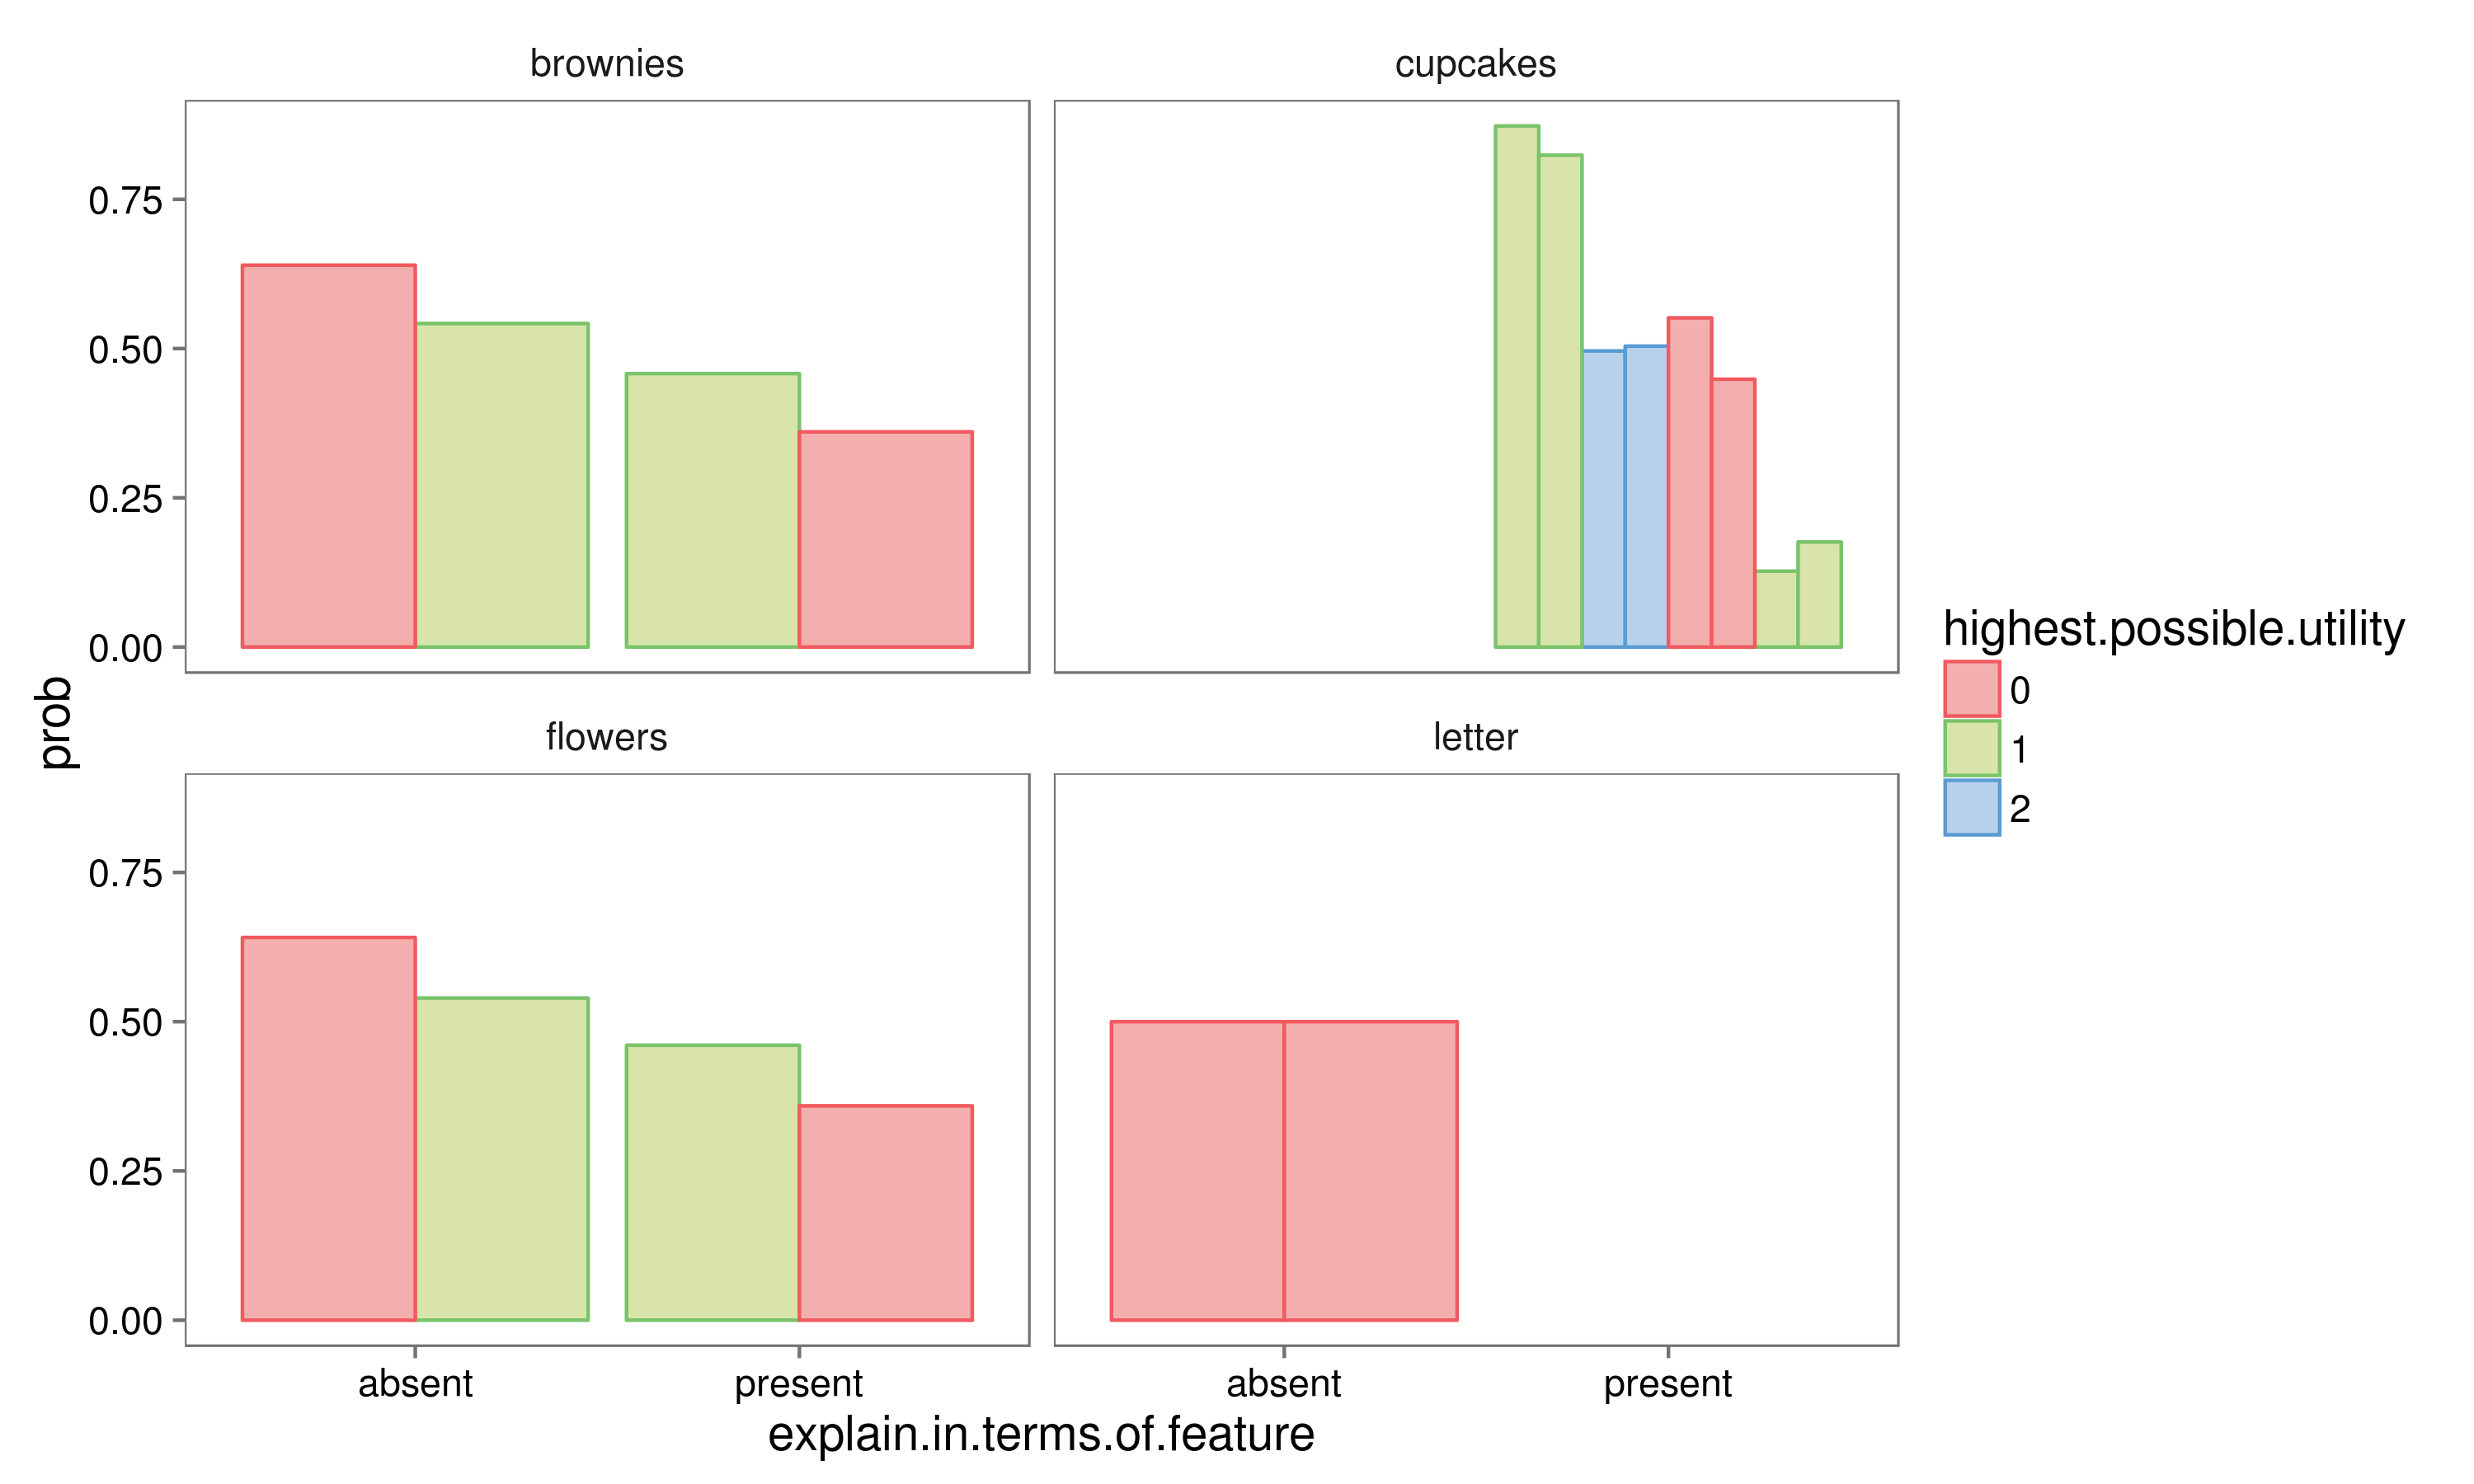 brownies
cupcakes
0.75
0.50
0.25
0.00
prob
flowers
letter
0.75
0.50
0.25
0.00
absent
present
absent
present
explain.in.terms.of.feature
highest.possible.utility
0
1
2